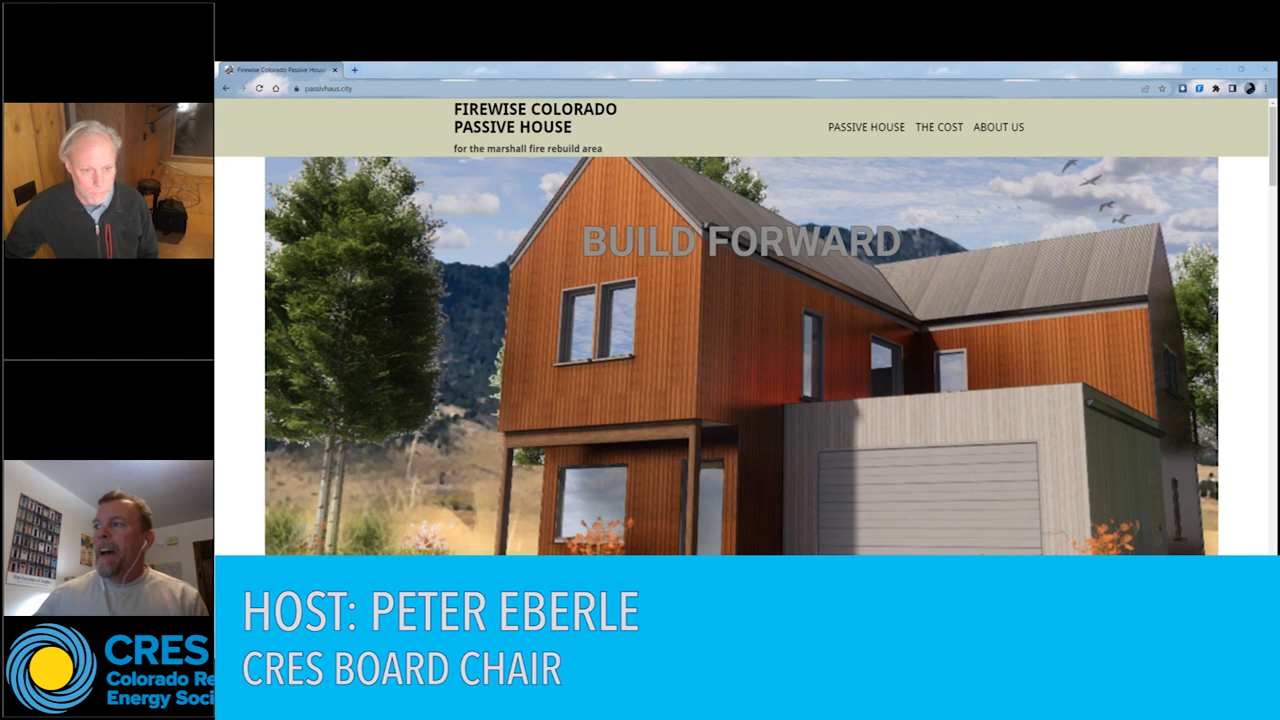 Firewise Colorado Passive Hous
passivhaus.city
FIREWISE COLORADO
PASSIVE HOUSE
for the marshall fire rebuild area
PASSIVE HOUSE THE COST ABOUT US
BUILD FORWARD
HOST: PETER EBERLE
CRES BOARD CHAIR
CRES
Colorado Re
Energy Soci